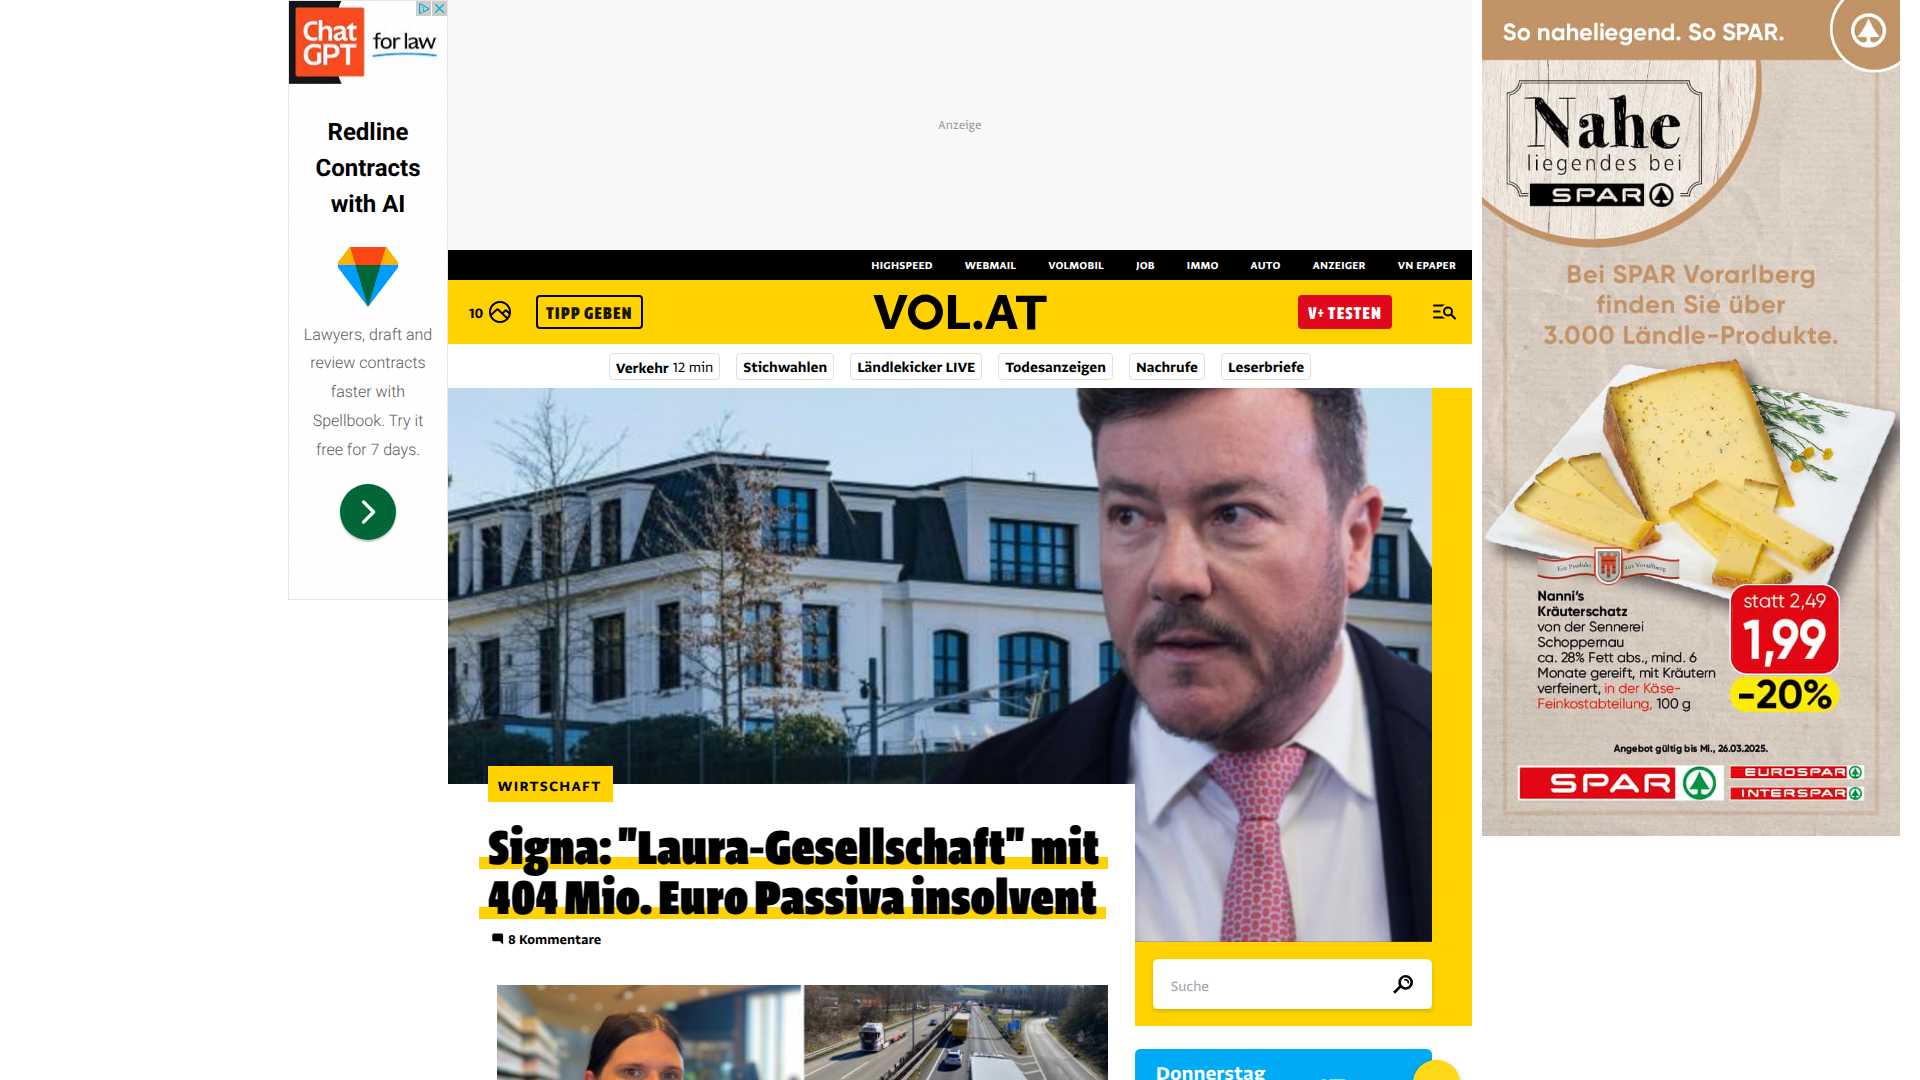 Chat
GPT
for law
Redline
Contracts
with AI
Lawyers, draft and
review contracts
faster with
Spellbook. Try it
free for 7 days.
Anzeige
HIGHSPEED WEBMAIL VOLMOBIL JOB IMMO AUTO ANZEIGER VN EPAPER
10 TIPP GEBEN VOL.AT V+ TESTEN
Verkehr 12 min Stichwahlen Ländlekicker LIVE Todesanzeigen Nachrufe Leserbriefe
WIRTSCHAFT
Signa: "Laura-Gesellschaft" mit
404 Mio. Euro Passiva insolvent
8 Kommentare
Suche
Donnerstag
So naheliegend. So SPAR.
Nahe
liegendes bei
SPAR
Bei SPAR Vorarlberg
finden Sie über
3.000 Ländle-Produkte.
Ein Produkt aus Vorarlberg
Nanni's
Kräuterschatz
von der Sennerei
Schoppernau
ca. 28% Fett abs., mind. 6
Monate gereift, mit Kräutern
verfeinert, in der Käse-
Feinkostabteilung, 100 g
statt 2,49
1,99
-20%
Angebot gültig bis Mi., 26.03.2025.
SPAR
EUROSPAR
INTERSPAR